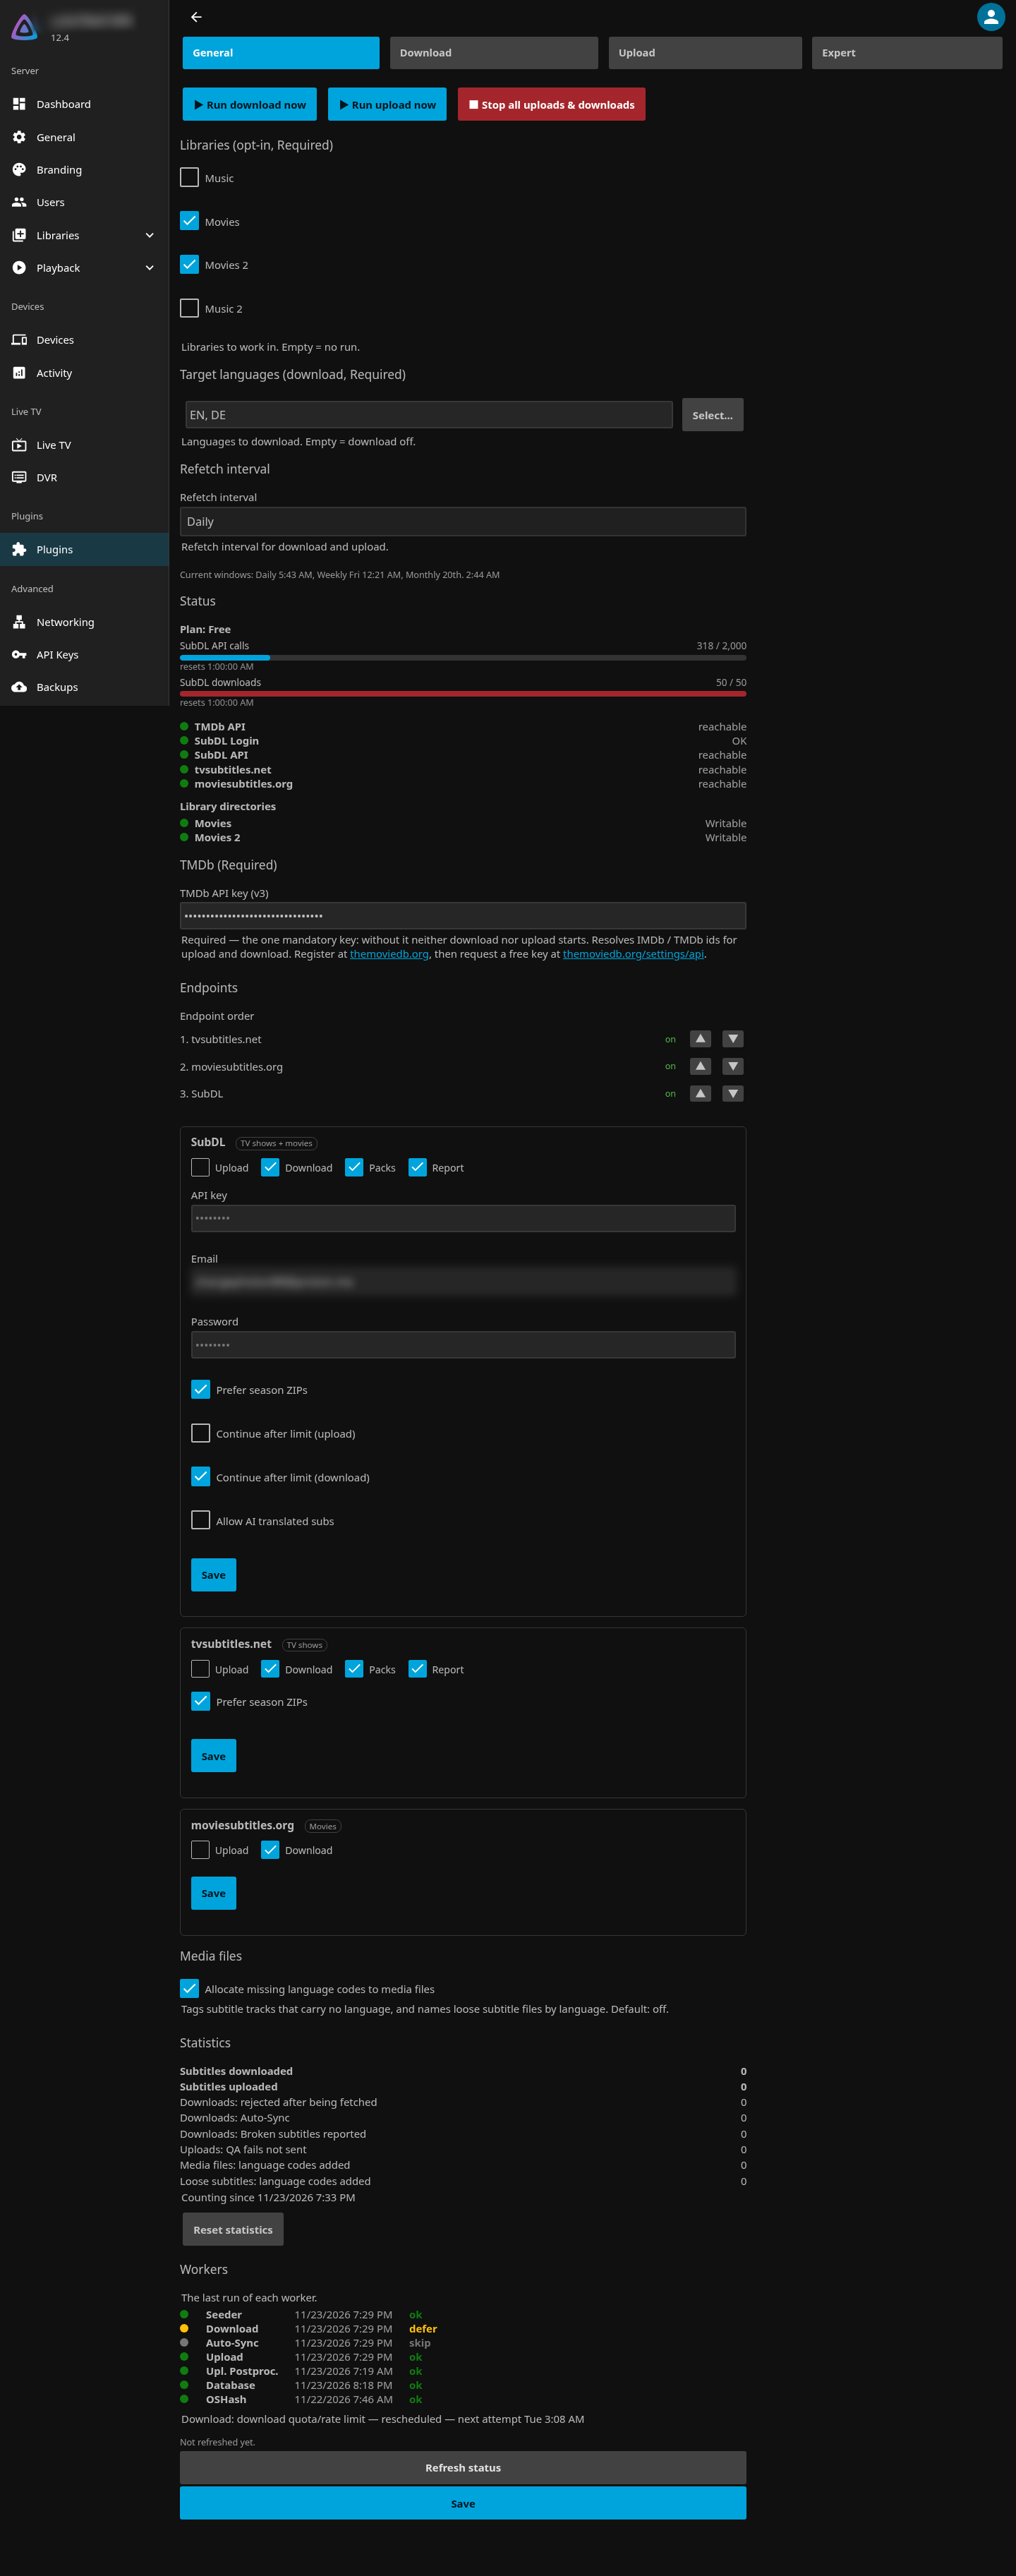 12.4
Server
Dashboard
General
Branding
Users
Libraries
Playback
Devices
Devices
Activity
Live TV
Live TV
DVR
Plugins
Plugins
Advanced
Networking
API Keys
Backups
General
Download
Upload
Expert
▶ Run download now
▶ Run upload now
■ Stop all uploads & downloads
Libraries (opt-in, Required)
Music
Movies
Movies 2
Music 2
Libraries to work in. Empty = no run.
Target languages (download, Required)
EN, DE
Select...
Languages to download. Empty = download off.
Refetch interval
Refetch interval
Daily
Refetch interval for download and upload.
Current windows: Daily 5:43 AM, Weekly Fri 12:21 AM, Monthly 20th. 2:44 AM
Status
Plan: Free
SubDL API calls 318 / 2,000
resets 1:00:00 AM
SubDL downloads 50 / 50
resets 1:00:00 AM
TMDb API reachable
SubDL Login OK
SubDL API reachable
tvsubtitles.net reachable
moviesubtitles.org reachable
Library directories
Movies Writable
Movies 2 Writable
TMDb (Required)
TMDb API key (v3)
Required — the one mandatory key: without it neither download nor upload starts. Resolves IMDb / TMDb ids for
upload and download. Register at themoviedb.org, then request a free key at themoviedb.org/settings/api.
Endpoints
Endpoint order
1. tvsubtitles.net on ▲ ▼
2. moviesubtitles.org on ▲ ▼
3. SubDL on ▲ ▼
SubDL TV shows + movies
Upload Download Packs Report
API key
Email
Password
Prefer season ZIPs
Continue after limit (upload)
Continue after limit (download)
Allow AI translated subs
Save
tvsubtitles.net TV shows
Upload Download Packs Report
Prefer season ZIPs
Save
moviesubtitles.org Movies
Upload Download
Save
Media files
Allocate missing language codes to media files
Tags subtitle tracks that carry no language, and names loose subtitle files by language. Default: off.
Statistics
Subtitles downloaded 0
Subtitles uploaded 0
Downloads: rejected after being fetched 0
Downloads: Auto-Sync 0
Downloads: Broken subtitles reported 0
Uploads: QA fails not sent 0
Media files: language codes added 0
Loose subtitles: language codes added 0
Counting since 11/23/2026 7:33 PM
Reset statistics
Workers
The last run of each worker.
Seeder 11/23/2026 7:29 PM ok
Download 11/23/2026 7:29 PM defer
Auto-Sync 11/23/2026 7:29 PM skip
Upload 11/23/2026 7:29 PM ok
Upl. Postproc. 11/23/2026 7:19 AM ok
Database 11/23/2026 8:18 PM ok
OSHash 11/22/2026 7:46 AM ok
Download: download quota/rate limit — rescheduled — next attempt Tue 3:08 AM
Not refreshed yet.
Refresh status
Save